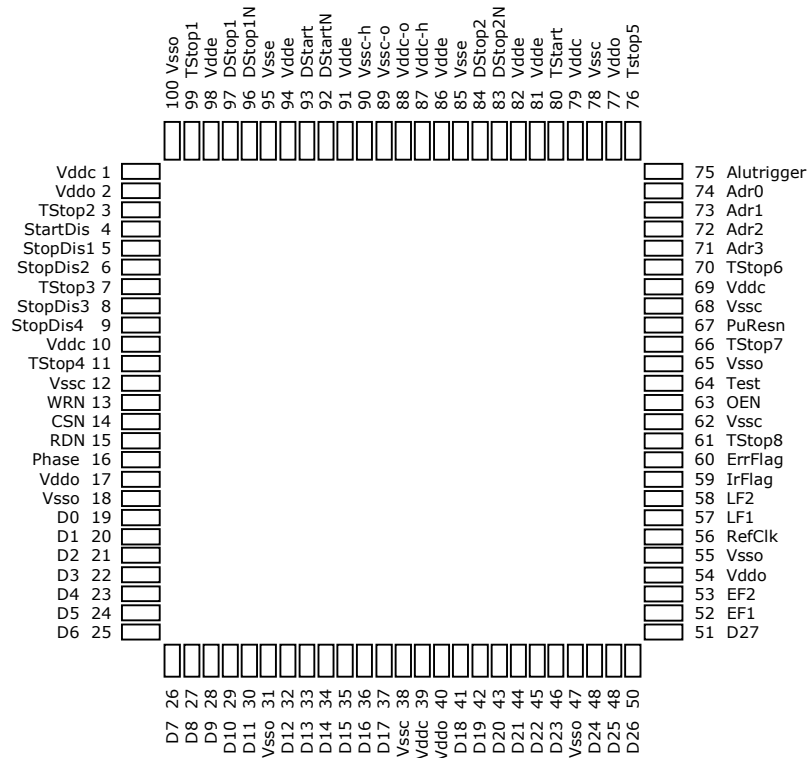 100 Vsso
99 TStop1
98 Vdde
97 DStop1
96 DStop1N
95 Vsse
94 Vdde
93 DStart
92 DStartN
91 Vdde
90 Vssc-h
89 Vssc-o
88 Vddc-o
87 Vddc-h
86 Vdde
85 Vsse
84 DStop2
83 DStop2N
82 Vdde
81 Vdde
80 TStart
79 Vddc
78 Vssc
77 Vddo
76 Tstop5
Vddc 1
Vddo 2
TStop2 3
StartDis 4
StopDis1 5
StopDis2 6
TStop3 7
StopDis3 8
StopDis4 9
Vddc 10
TStop4 11
Vssc 12
WRN 13
CSN 14
RDN 15
Phase 16
Vddo 17
Vsso 18
D0 19
D1 20
D2 21
D3 22
D4 23
D5 24
D6 25
75 Alutrigger
74 Adr0
73 Adr1
72 Adr2
71 Adr3
70 TStop6
69 Vddc
68 Vssc
67 PuResn
66 TStop7
65 Vsso
64 Test
63 OEN
62 Vssc
61 TStop8
60 ErrFlag
59 IrFlag
58 LF2
57 LF1
56 RefClk
55 Vsso
54 Vddo
53 EF2
52 EF1
51 D27
D7 26
D8 27
D9 28
D10 29
D11 30
Vsso 31
D12 32
D13 33
D14 34
D15 35
D16 36
D17 37
Vssc 38
Vddc 39
Vddo 40
D18 41
D19 42
D20 43
D21 44
D22 45
D23 46
Vsso 47
D24 48
D25 48
D26 50